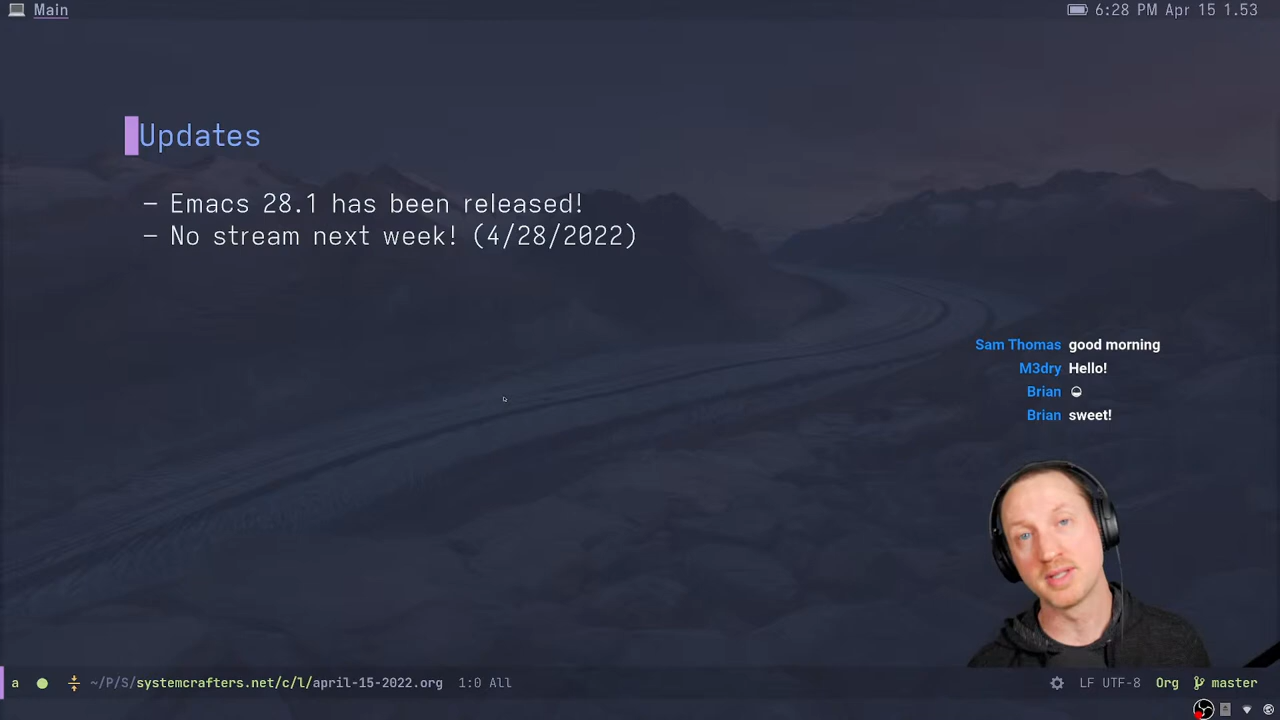 Main
6:28 PM Apr 15 1.53
Updates
– Emacs 28.1 has been released!
– No stream next week! (4/28/2022)
Sam Thomas good morning
M3dry Hello!
Brian
Brian sweet!
a ~/P/S/systemcrafters.net/c/l/april-15-2022.org 1:0 All
LF UTF-8 Org master